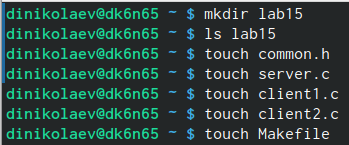 dinikolaev@dk6n65 ~ $ mkdir lab15
dinikolaev@dk6n65 ~ $ ls lab15
dinikolaev@dk6n65 ~ $ touch common.h
dinikolaev@dk6n65 ~ $ touch server.c
dinikolaev@dk6n65 ~ $ touch client1.c
dinikolaev@dk6n65 ~ $ touch client2.c
dinikolaev@dk6n65 ~ $ touch Makefile